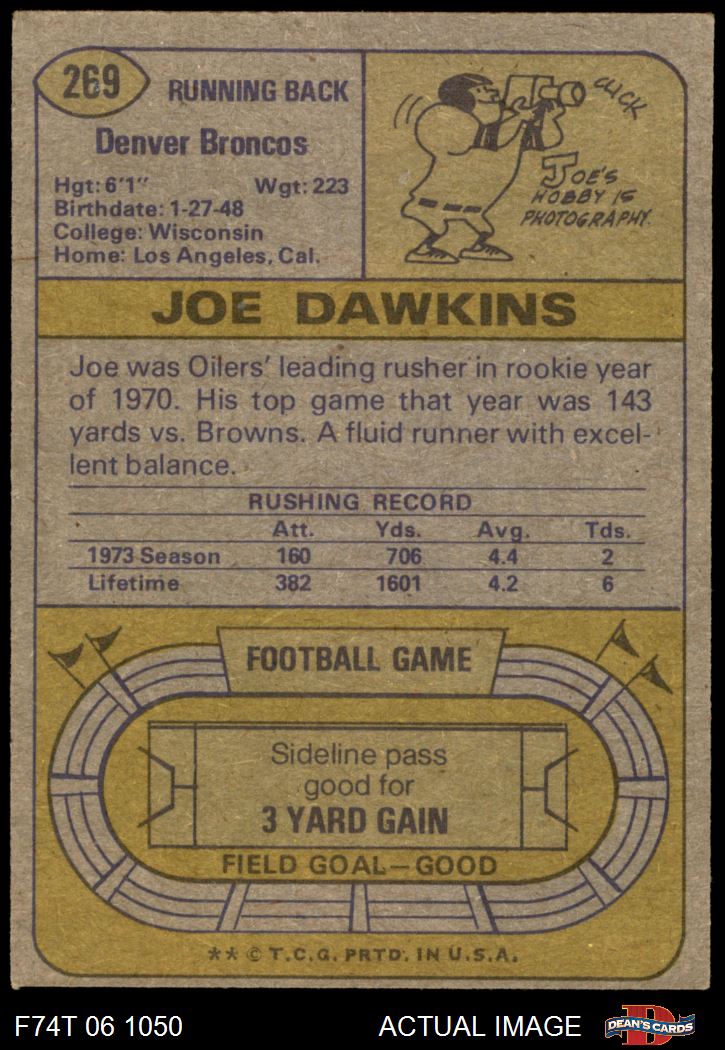 269
RUNNING BACK
Denver Broncos
Hgt: 6'1" Wgt: 223
Birthdate: 1-27-48
College: Wisconsin
Home: Los Angeles, Cal.
CLICK
JOE'S
HOBBY IS
PHOTOGRAPHY.
JOE DAWKINS
Joe was Oilers' leading rusher in rookie year
of 1970. His top game that year was 143
yards vs. Browns. A fluid runner with excel-
lent balance.
RUSHING RECORD
Att. Yds. Avg. Tds.
1973 Season 160 706 4.4 2
Lifetime 382 1601 4.2 6
FOOTBALL GAME
Sideline pass
good for
3 YARD GAIN
FIELD GOAL—GOOD
** © T.C.G. PRTD. IN U.S.A.
F74T 06 1050 ACTUAL IMAGE
D
DEAN'S CARDS